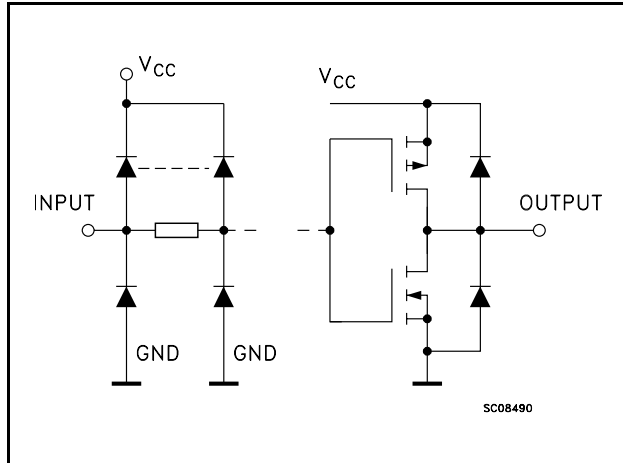 VCC
VCC
INPUT
OUTPUT
GND
GND
SC08490